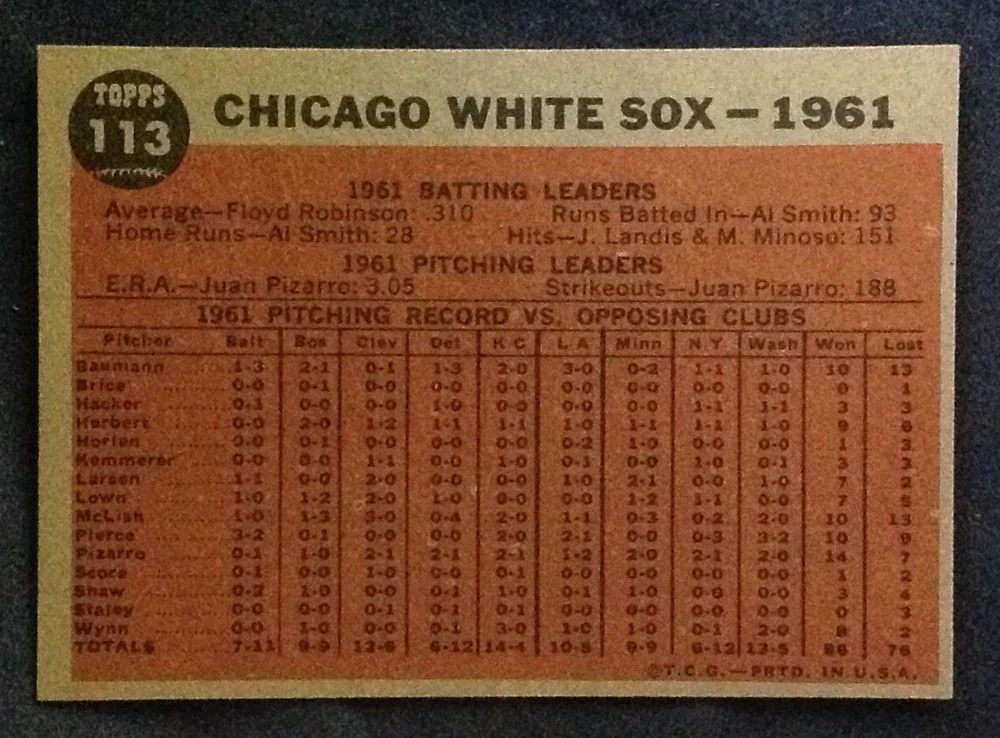 TOPPS
113
CHICAGO WHITE SOX — 1961
1961 BATTING LEADERS
Average—Floyd Robinson: .310 Runs Batted In—Al Smith: 93
Home Runs—Al Smith: 28 Hits—J. Landis & M. Minoso: 151
1961 PITCHING LEADERS
E.R.A.—Juan Pizarro: 3.05 Strikeouts—Juan Pizarro: 188
1961 PITCHING RECORD VS. OPPOSING CLUBS
Pitcher Balt Bos Clev Det K C L A Minn N.Y Wash Won Lost
Baumann 1-3 2-1 0-1 1-3 2-0 3-0 0-3 1-1 1-0 10 13
Brice 0-0 0-1 0-0 0-0 0-0 0-0 0-0 0-0 0-0 0 1
Hacker 0-1 0-0 0-0 1-0 0-0 0-0 0-0 1-1 1-1 3 3
Herbert 0-0 2-0 1-2 1-1 1-1 1-0 1-1 1-1 1-0 9 6
Horlen 0-0 0-1 0-0 0-0 0-0 0-2 1-0 0-0 0-0 1 3
Kemmerer 0-0 0-0 1-1 0-0 1-0 0-1 0-0 1-0 0-1 3 3
Larsen 1-1 0-0 2-0 0-0 0-0 1-0 2-1 0-0 1-0 7 2
Lown 1-0 1-2 2-0 1-0 0-0 1-2 1-1 0-0 7 5
McLish 1-0 1-3 3-0 0-4 2-0 1-1 0-3 0-2 2-0 10 13
Pierce 3-2 0-1 0-0 0-0 2-0 2-1 0-0 0-3 3-2 10 9
Pizarro 0-1 1-0 2-1 2-1 2-1 1-2 2-0 2-1 2-0 14 7
Score 0-1 0-0 1-0 0-0 0-1 0-0 0-0 0-0 0-0 1 2
Shaw 0-2 1-0 0-0 0-1 1-0 0-1 1-0 0-0 0-0 3 4
Staley 0-0 0-0 0-1 0-1 0-1 0-0 0-0 0-0 0-0 0 3
Wynn 0-0 1-0 0-0 0-1 3-0 1-0 1-0 0-1 2-0 8 2
TOTALS 7-11 9-9 12-6 6-12 14-4 10-8 9-9 6-12 13-5 86 76
©T.C.G.—PRTD. IN U.S.A.